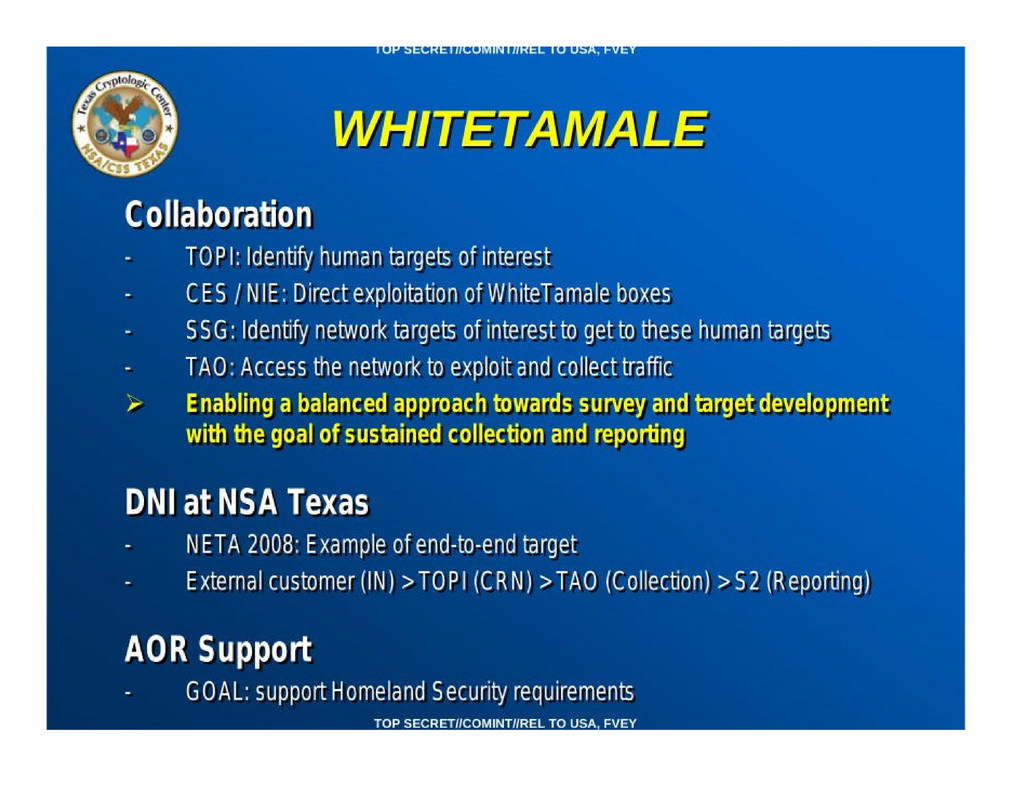 TOP SECRET//COMINT//REL TO USA, FVEY
Texas Cryptologic Center
NSA/CSS TEXAS
WHITETAMALE
Collaboration
- TOPI: Identify human targets of interest
- CES / NIE: Direct exploitation of WhiteTamale boxes
- SSG: Identify network targets of interest to get to these human targets
- TAO: Access the network to exploit and collect traffic
➢ Enabling a balanced approach towards survey and target development
with the goal of sustained collection and reporting
DNI at NSA Texas
- NETA 2008: Example of end-to-end target
- External customer (IN) > TOPI (CRN) > TAO (Collection) > S2 (Reporting)
AOR Support
- GOAL: support Homeland Security requirements
TOP SECRET//COMINT//REL TO USA, FVEY